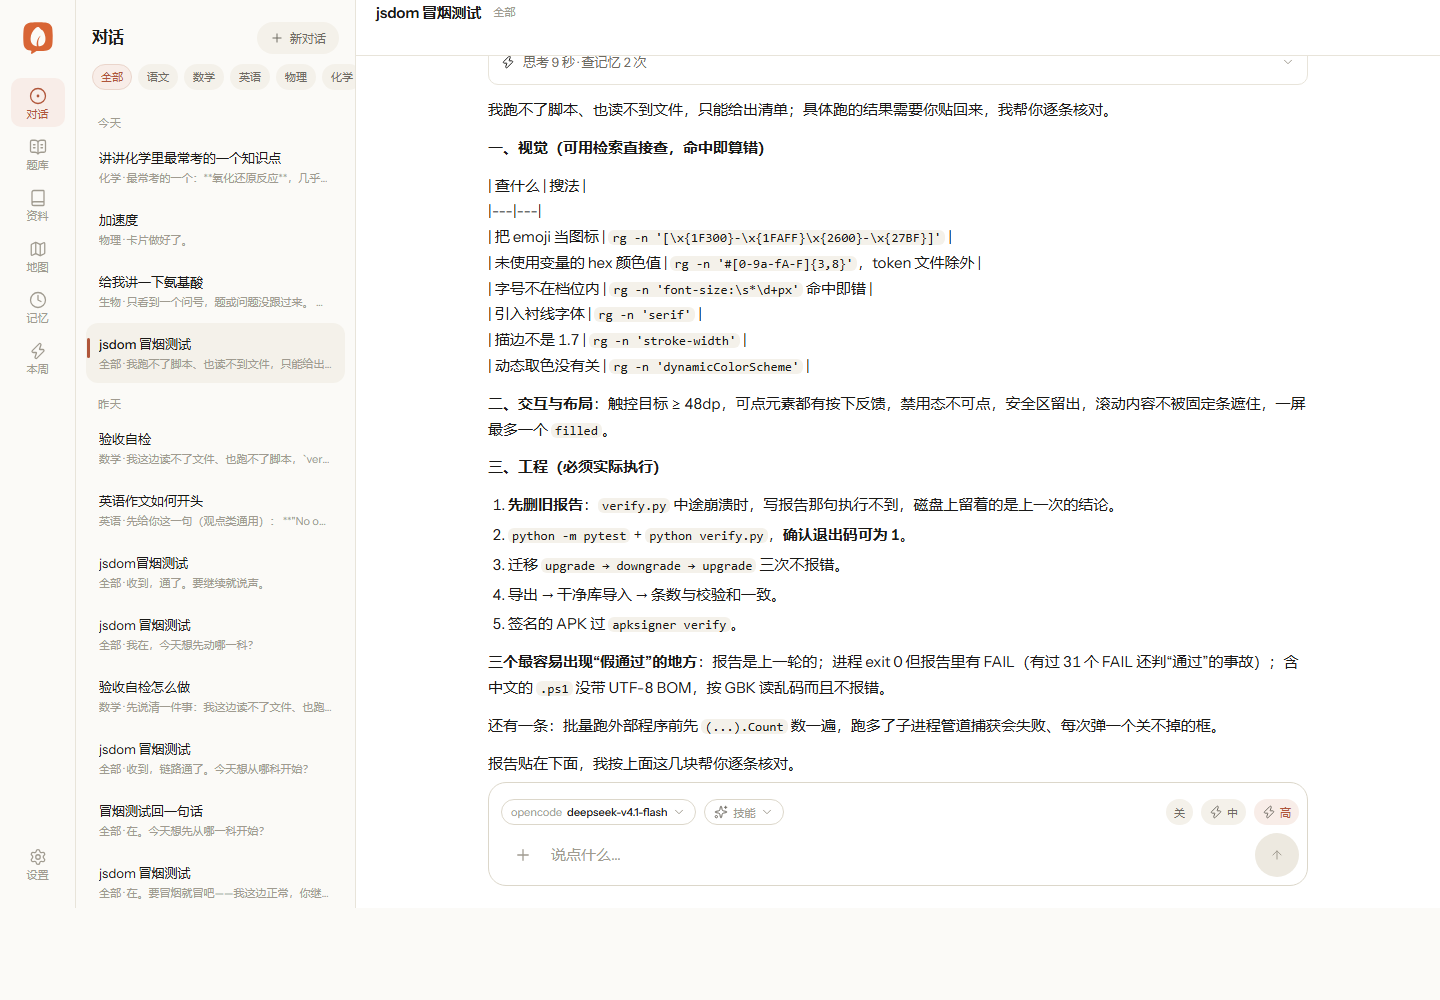 对话
题库
资料
地图
记忆
本周
设置
对话
新对话
全部
语文
数学
英语
物理
化学
今天
讲讲化学里最常考的一个知识点
化学·最常考的一个：**氧化还原反应**，几乎...
加速度
物理·卡片做好了。
给我讲一下氨基酸
生物·只看到一个问号，题或问题没跟过来。 ...
jsdom 冒烟测试
全部·我跑不了脚本、也读不到文件，只能给出...
昨天
验收自检
数学·我这边读不了文件、也跑不了脚本，`ver...
英语作文如何开头
英语·先给你这一句（观点类通用）： **"No o...
jsdom冒烟测试
全部·收到，通了。要继续就说声。
jsdom 冒烟测试
全部·我在，今天想先动哪一科？
验收自检怎么做
数学·先说清一件事：我这边读不了文件、也跑...
jsdom 冒烟测试
全部·收到，链路通了。今天想从哪科开始？
冒烟测试回一句话
全部·在。今天想先从哪一科开始？
jsdom 冒烟测试
全部·在。要冒烟就冒吧——我这边正常，你继...
jsdom 冒烟测试 全部
思考 9 秒·查记忆 2 次
我跑不了脚本、也读不到文件，只能给出清单；具体跑的结果需要你贴回来，我帮你逐条核对。
一、视觉（可用检索直接查，命中即算错）
| 查什么 | 搜法 |
|---|---|
| 把 emoji 当图标 | rg -n '[\x{1F300}-\x{1FAFF}\x{2600}-\x{27BF}]' |
| 未使用变量的 hex 颜色值 | rg -n '#[0-9a-fA-F]{3,8}' ，token 文件除外 |
| 字号不在档位内 | rg -n 'font-size:\s*\d+px' 命中即错 |
| 引入衬线字体 | rg -n 'serif' |
| 描边不是 1.7 | rg -n 'stroke-width' |
| 动态取色没有关 | rg -n 'dynamicColorScheme' |
二、交互与布局：触控目标 ≥ 48dp，可点元素都有按下反馈，禁用态不可点，安全区留出，滚动内容不被固定条遮住，一屏
最多一个 filled 。
三、工程（必须实际执行）
1. 先删旧报告： verify.py 中途崩溃时，写报告那句执行不到，磁盘上留着的是上一次的结论。
2. python -m pytest + python verify.py ，确认退出码可为 1。
3. 迁移 upgrade → downgrade → upgrade 三次不报错。
4. 导出 → 干净库导入 → 条数与校验和一致。
5. 签名的 APK 过 apksigner verify 。
三个最容易出现“假通过”的地方：报告是上一轮的；进程 exit 0 但报告里有 FAIL（有过 31 个 FAIL 还判“通过”的事故）；含
中文的 .ps1 没带 UTF-8 BOM，按 GBK 读乱码而且不报错。
还有一条：批量跑外部程序前先 (...).Count 数一遍，跑多了子进程管道捕获会失败、每次弹一个关不掉的框。
报告贴在下面，我按上面这几块帮你逐条核对。
opencode deepseek-v4.1-flash
技能
关
中
高
说点什么...